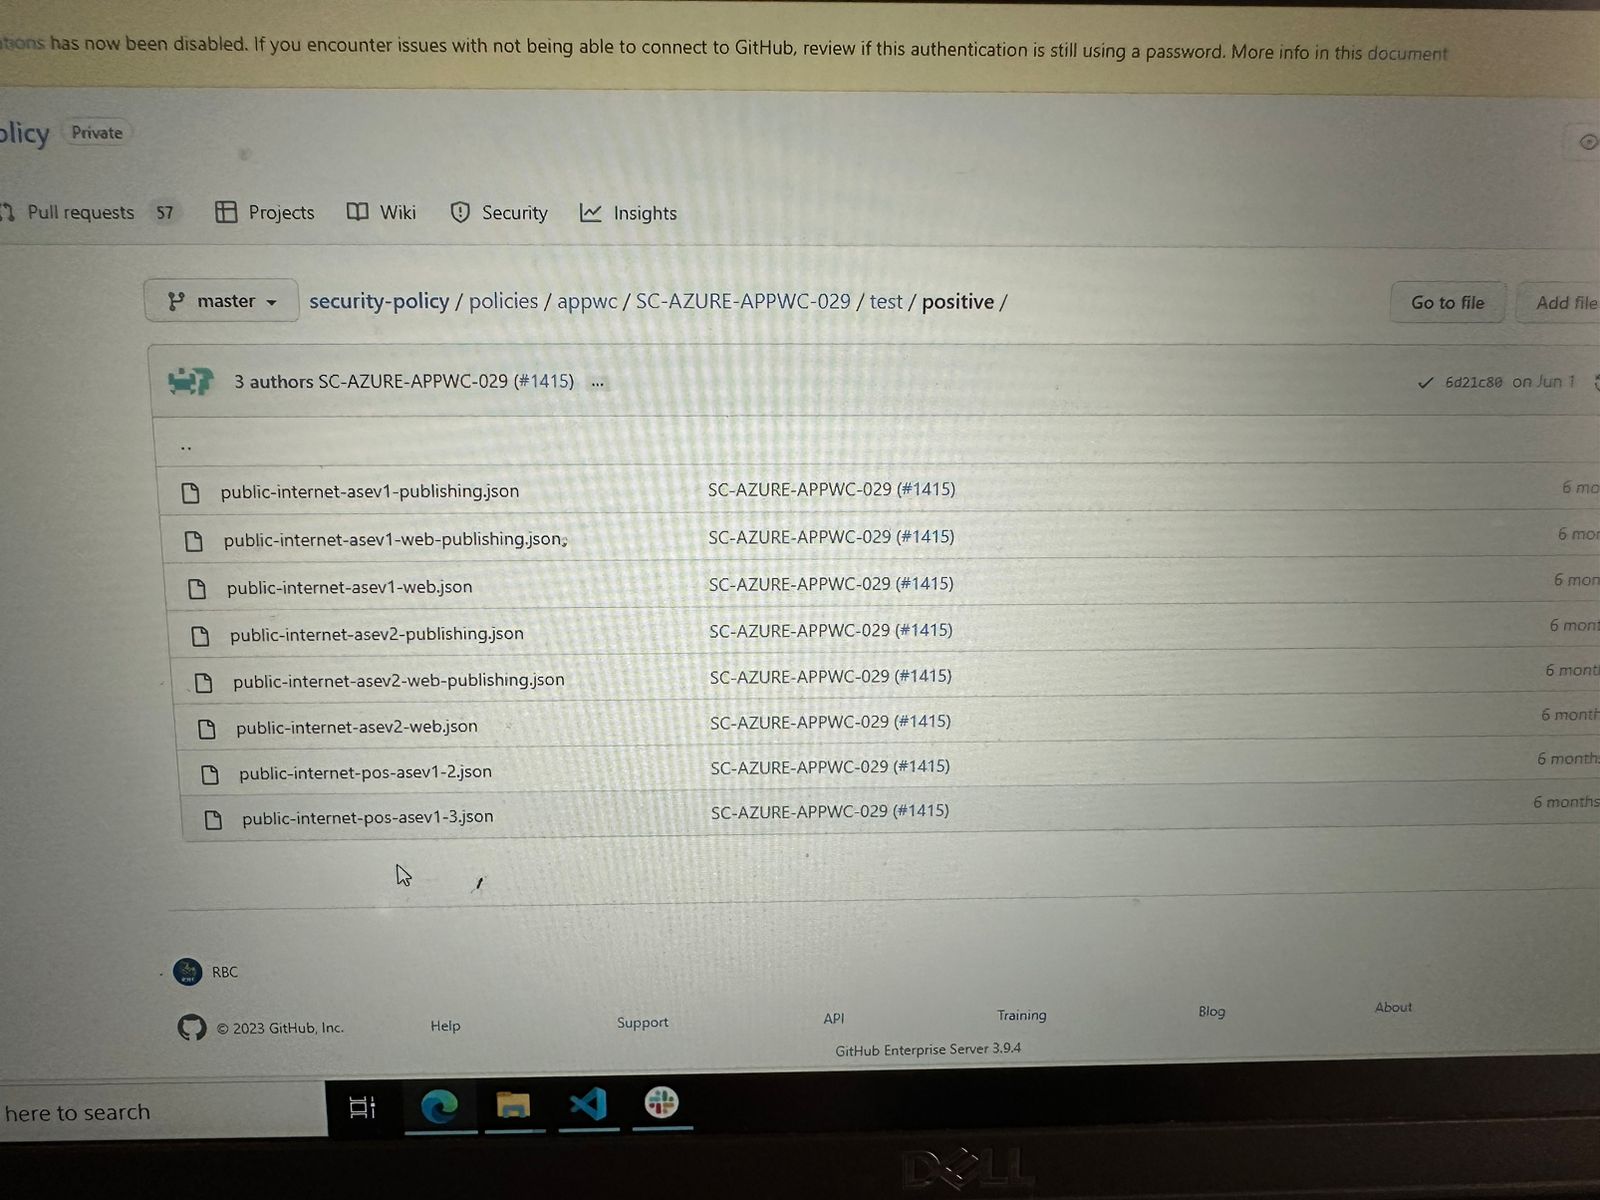 has now been disabled. If you encounter issues with not being able to connect to GitHub, review if this authentication is still using a password. More info in this document
olicy Private
Pull requests 57 Projects Wiki Security Insights
master security-policy / policies / appwc / SC-AZURE-APPWC-029 / test / positive / Go to file Add file
3 authors SC-AZURE-APPWC-029 (#1415) ... 6d21c80 on Jun 1
..
public-internet-asev1-publishing.json SC-AZURE-APPWC-029 (#1415) 6 mo
public-internet-asev1-web-publishing.json SC-AZURE-APPWC-029 (#1415) 6 mon
public-internet-asev1-web.json SC-AZURE-APPWC-029 (#1415) 6 mon
public-internet-asev2-publishing.json SC-AZURE-APPWC-029 (#1415) 6 mont
public-internet-asev2-web-publishing.json SC-AZURE-APPWC-029 (#1415) 6 month
public-internet-asev2-web.json SC-AZURE-APPWC-029 (#1415) 6 month
public-internet-pos-asev1-2.json SC-AZURE-APPWC-029 (#1415) 6 months
public-internet-pos-asev1-3.json SC-AZURE-APPWC-029 (#1415) 6 months
RBC
© 2023 GitHub, Inc. Help Support API Training Blog About
GitHub Enterprise Server 3.9.4
here to search
DELL